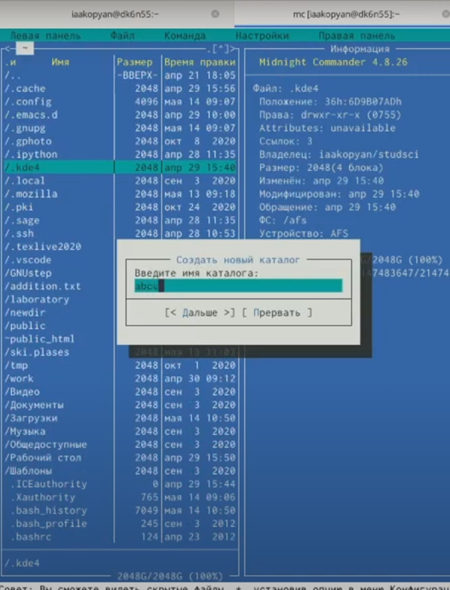 iaakopyan@dk6n55:~
mc [iaakopyan@dk6n55]:~
Левая панель Файл Команда Настройки Правая панель
<— ~ .[^]>
.и Имя Размер Время правки
/.. -ВВЕРХ- апр 21 18:05
/.cache 2048 апр 29 15:56
/.config 4096 мая 14 09:07
/.emacs.d 2048 апр 29 10:00
/.gnupg 2048 мая 14 09:07
/.gphoto 2048 окт 8 2020
/.ipython 2048 апр 28 11:35
/.kde4 2048 апр 29 15:40
/.local 2048 сен 3 2020
/.mozilla 2048 мая 13 09:18
/.pki 2048 окт 24 2020
/.sage 2048 апр 28 11:35
/.ssh 2048 апр 28 10:53
/.texlive2020
/.vscode
/GNUstep
/addition.txt
/laboratory
/newdir
/public
~public_html
/ski.plases 2048 мая 13 11:03
/tmp 2048 окт 1 2020
/work 2048 апр 30 09:12
/Видео 2048 сен 3 2020
/Документы 2048 сен 3 2020
/Загрузки 2048 мая 14 10:50
/Музыка 2048 сен 3 2020
/Общедоступные 2048 сен 3 2020
/Рабочий стол 2048 апр 29 15:50
/Шаблоны 2048 сен 3 2020
.ICEauthority 0 апр 29 15:44
.Xauthority 765 мая 14 09:06
.bash_history 7049 мая 14 10:50
.bash_profile 245 сен 3 2012
.bashrc 124 апр 23 2012
/.kde4
2048G/2048G (100%)
Информация
Midnight Commander 4.8.26
Файл: .kde4
Положение: 36h:6D9B07ADh
Права: drwxr-xr-x (0755)
Attributes: unavailable
Ссылок: 3
Владелец: iaakopyan/studsci
Размер: 2048(4 блока)
Изменён: апр 29 15:40
Модифицирован: апр 29 15:40
Обращение: апр 29 15:40
ФС: /afs
Устройство: AFS
/2048G (100%)
7483647/21474
Создать новый каталог
Введите имя каталога:
abou
[< Дальше >] [ Прервать ]
Совет: Вы сможете видеть скрытые файлы .*, установив опцию в меню Конфигурац